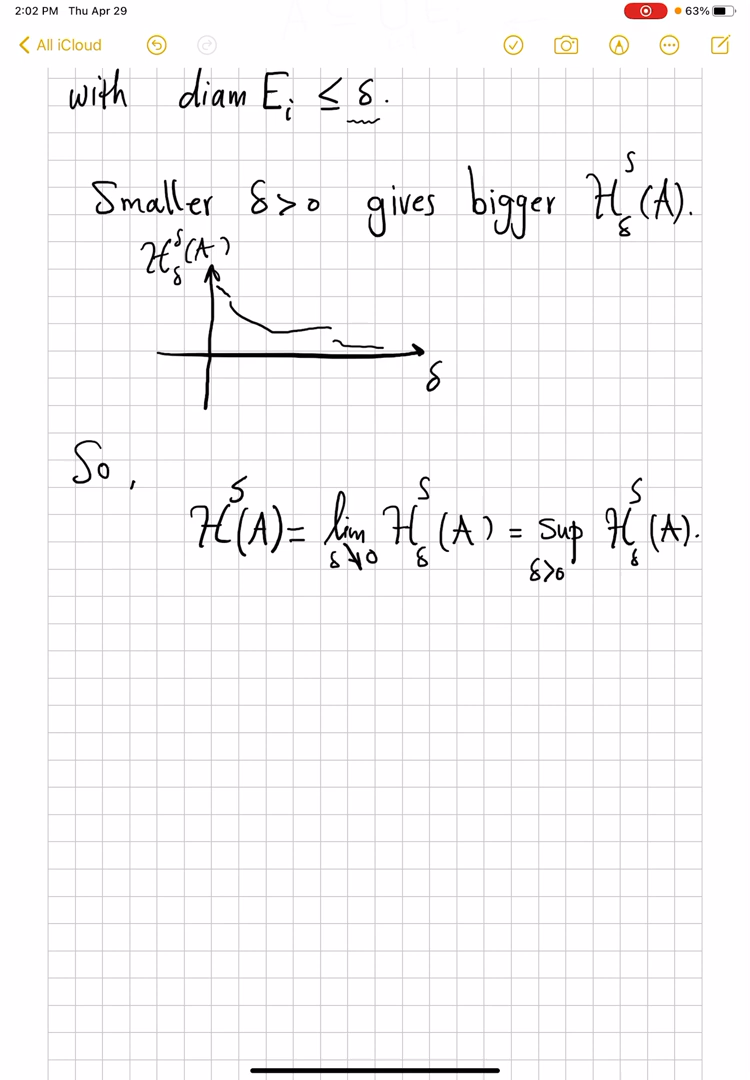 2:02 PM Thu Apr 29 63%
All iCloud
with diam Eᵢ ≤ δ.
Smaller δ>0 gives bigger ℋ^s_δ(A).
ℋ^s_δ(A)
δ
So,
ℋ^s(A) = lim_{δ↘0} ℋ^s_δ(A) = sup_{δ>0} ℋ^s_δ(A).